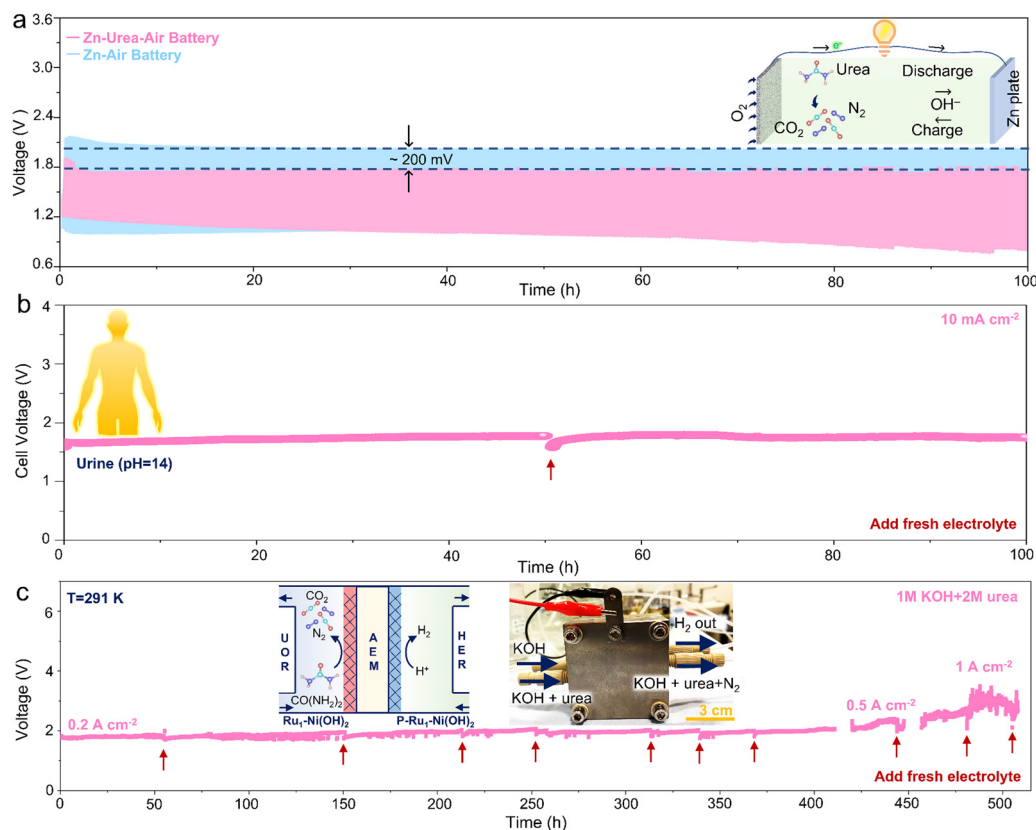 a
3.6
3.0
2.4
1.8
1.2
0.6
Voltage (V )
Zn-Urea-Air Battery
Zn-Air Battery
~ 200 mV
e⁻
Urea
Discharge
O₂
N₂
CO₂
OH⁻
Charge
Zn plate
0
20
40
60
80
100
Time (h)
b
4
3
2
1
0
Cell Voltage (V)
10 mA cm⁻²
Urine (pH=14)
Add fresh electrolyte
0
20
40
60
80
100
Time (h)
c
6
4
2
0
Voltage (V)
T=291 K
1M KOH+2M urea
CO₂
N₂
UOR
AEM
H₂
H⁺
HER
CO(NH₂)₂
Ru₁-Ni(OH)₂
P-Ru₁-Ni(OH)₂
KOH
KOH + urea
H₂ out
KOH + urea+N₂
3 cm
0.2 A cm⁻²
0.5 A cm⁻²
1 A cm⁻²
Add fresh electrolyte
0
50
100
150
200
250
300
350
400
450
500
Time (h)